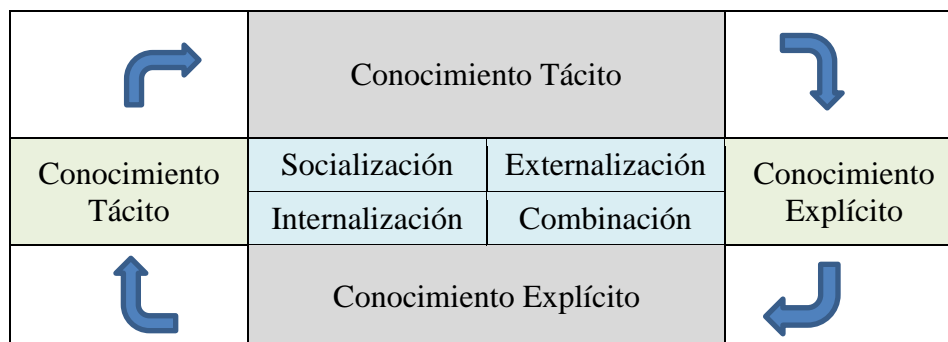 Conocimiento Tácito
Conocimiento
Tácito
Socialización
Externalización
Internalización
Combinación
Conocimiento
Explícito
Conocimiento Explícito